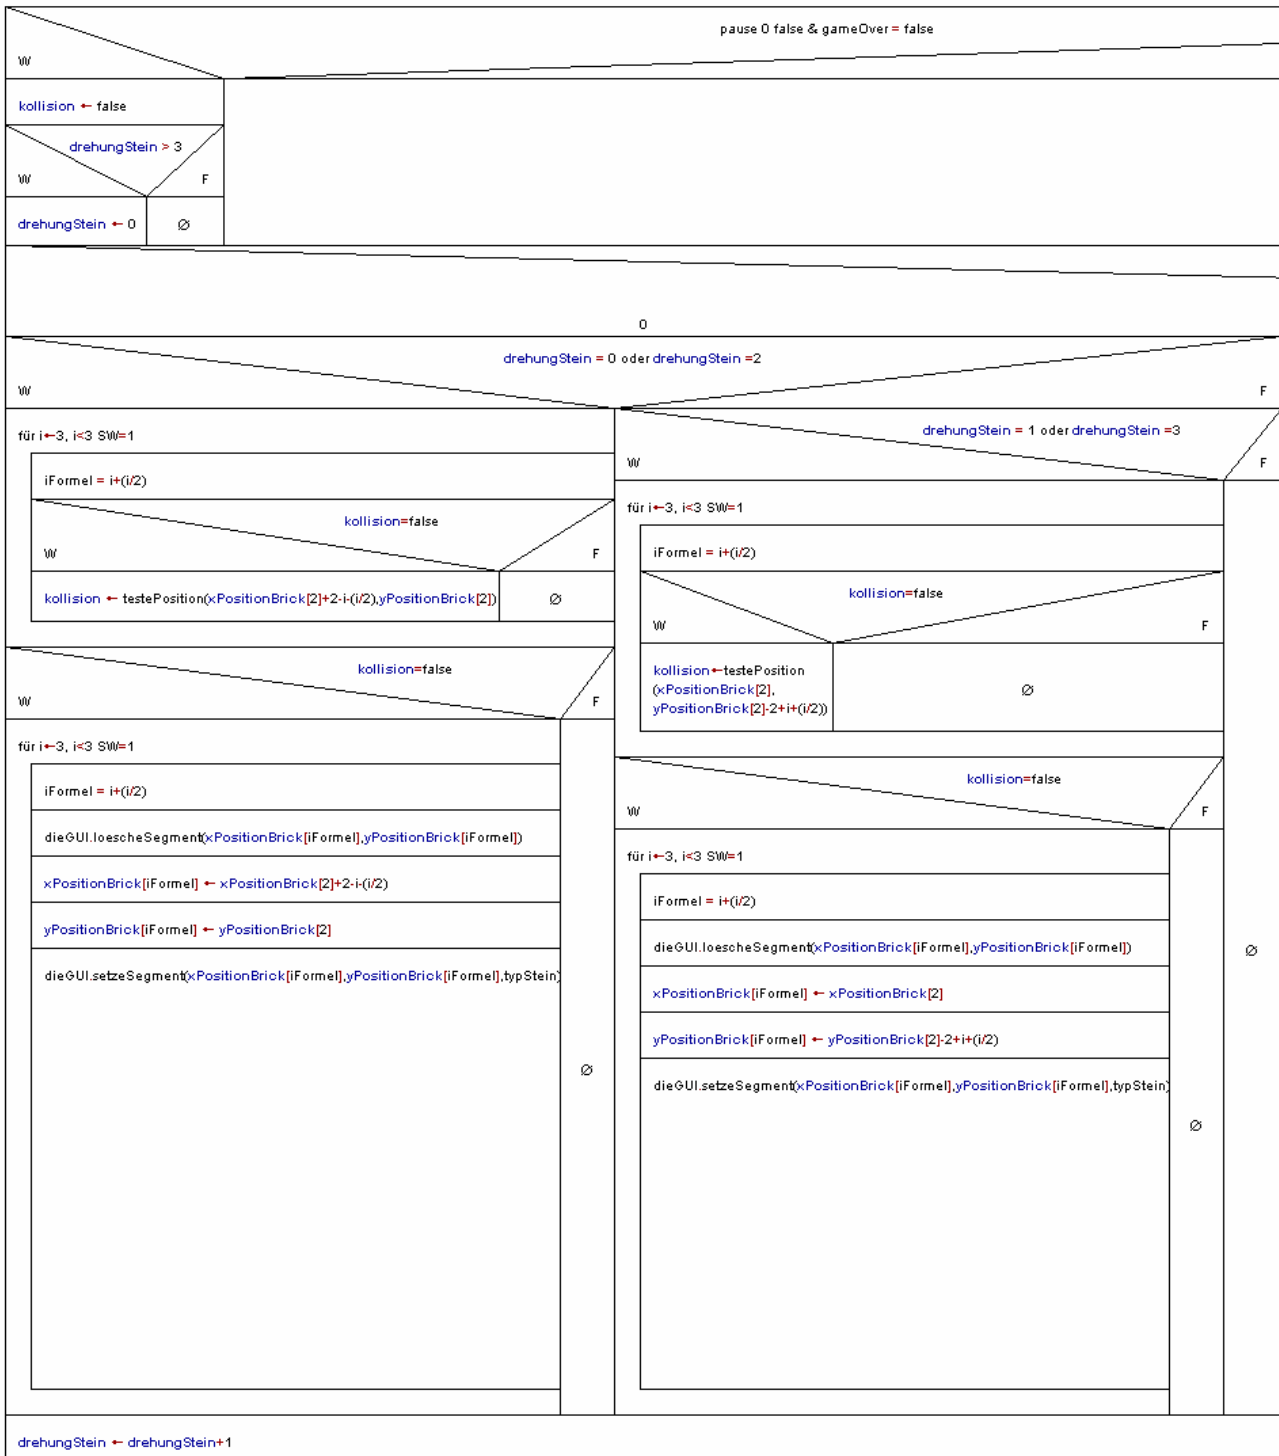 pause 0 false & gameOver = false
W
kollision ← false
drehungStein > 3
W F
drehungStein ← 0 ∅
0
drehungStein = 0 oder drehungStein =2
W F
für i←3, i<3 SW=1
iFormel = i+(i/2)
kollision=false
W F
kollision ← testePosition(xPositionBrick[2]+2-i-(i/2),yPositionBrick[2]) ∅
kollision=false
W F
für i←3, i<3 SW=1
iFormel = i+(i/2)
dieGUI.loescheSegment(xPositionBrick[iFormel],yPositionBrick[iFormel])
xPositionBrick[iFormel] ← xPositionBrick[2]+2-i-(i/2)
yPositionBrick[iFormel] ← yPositionBrick[2]
dieGUI.setzeSegment(xPositionBrick[iFormel],yPositionBrick[iFormel],typStein)
∅
drehungStein = 1 oder drehungStein =3
W F
für i←3, i<3 SW=1
iFormel = i+(i/2)
kollision=false
W F
kollision←testePosition
(xPositionBrick[2],
yPositionBrick[2]-2+i+(i/2))
∅
kollision=false
W F
für i←3, i<3 SW=1
iFormel = i+(i/2)
dieGUI.loescheSegment(xPositionBrick[iFormel],yPositionBrick[iFormel])
xPositionBrick[iFormel] ← xPositionBrick[2]
yPositionBrick[iFormel] ← yPositionBrick[2]-2+i+(i/2)
dieGUI.setzeSegment(xPositionBrick[iFormel],yPositionBrick[iFormel],typStein)
∅
∅
drehungStein ← drehungStein+1